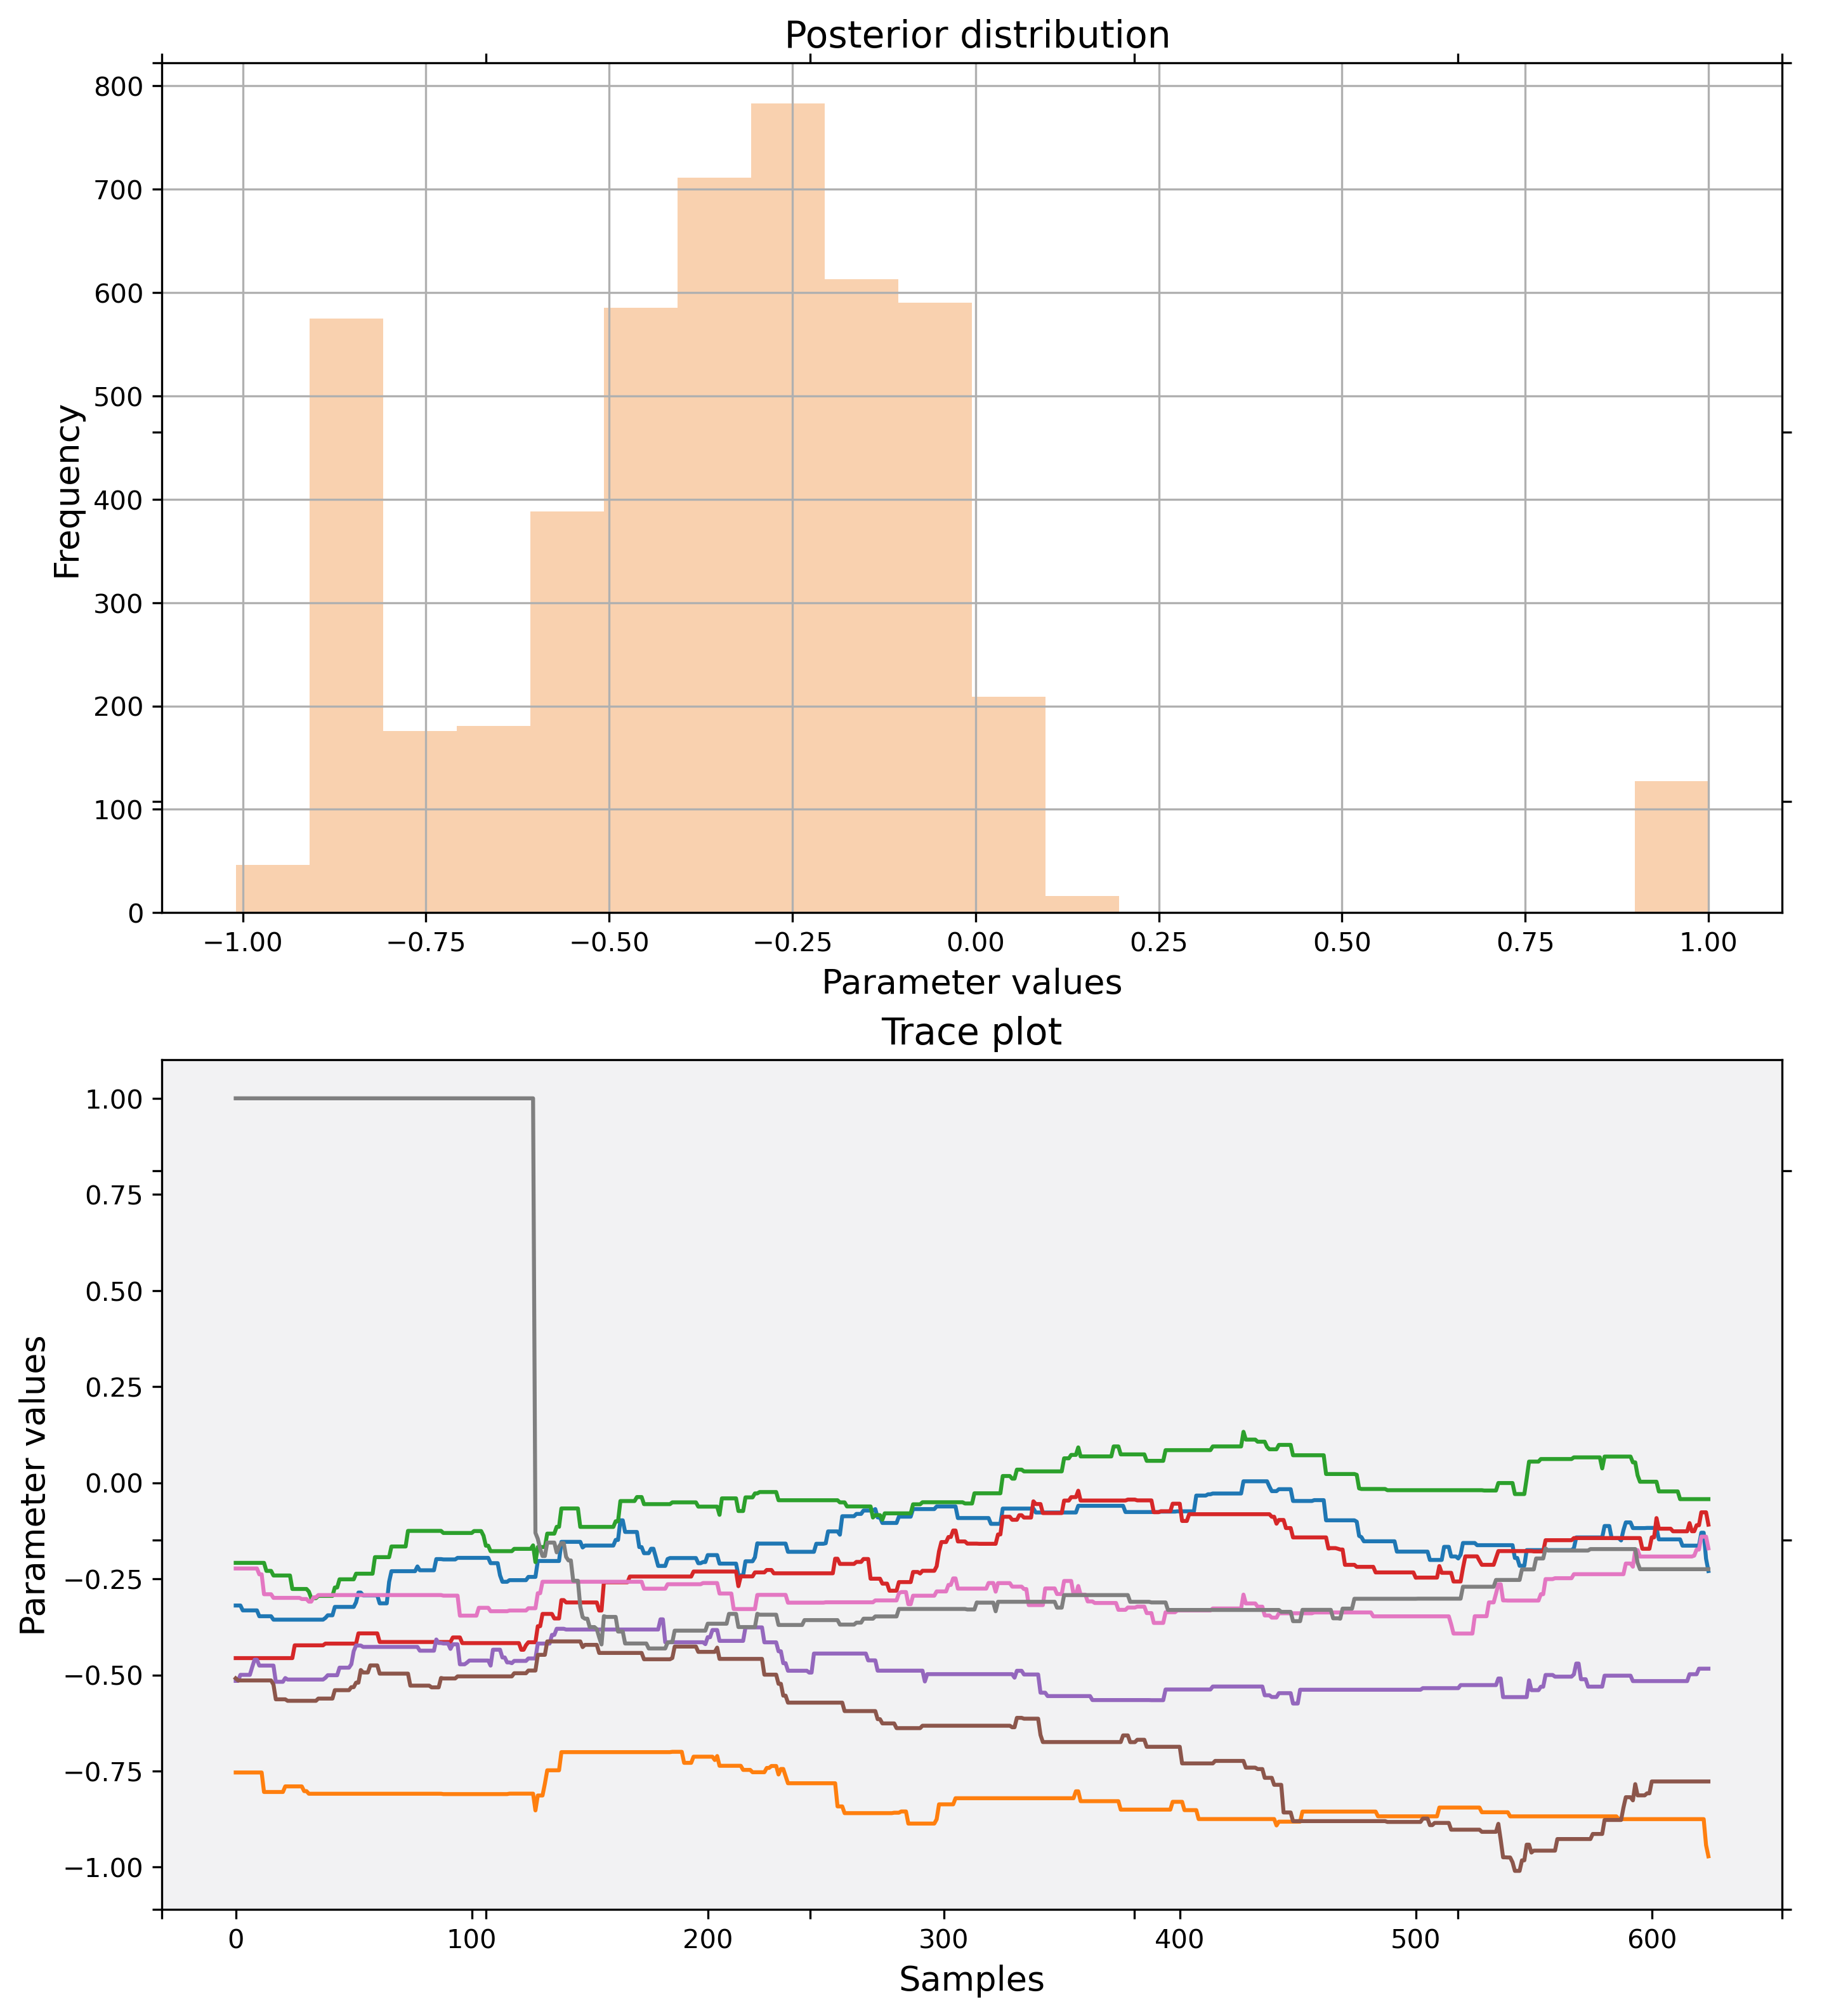 Posterior distribution
800
700
600
500
400
300
200
100
0
Frequency
−1.00 −0.75 −0.50 −0.25 0.00 0.25 0.50 0.75 1.00
Parameter values
Trace plot
1.00
0.75
0.50
0.25
0.00
−0.25
−0.50
−0.75
−1.00
Parameter values
0 100 200 300 400 500 600
Samples